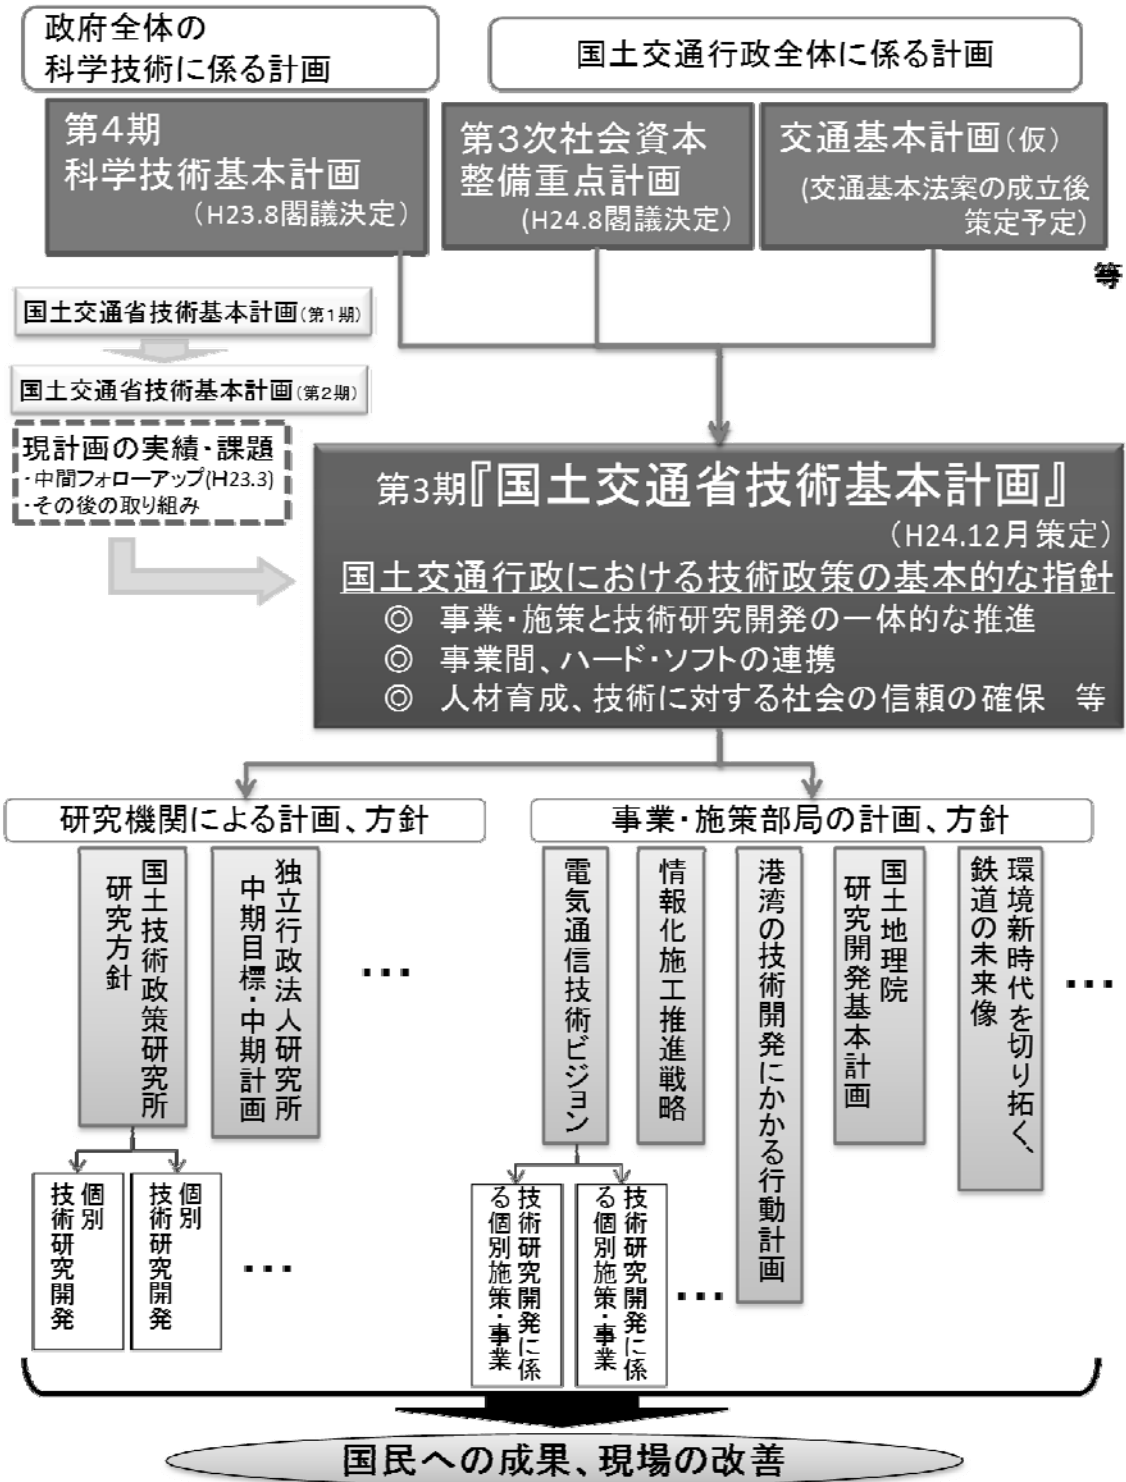 政府全体の
科学技術に係る計画
国土交通行政全体に係る計画
第4期
科学技術基本計画
(H23.8閣議決定)
第3次社会資本
整備重点計画
(H24.8閣議決定)
交通基本計画(仮)
(交通基本法案の成立後
策定予定)
等
国土交通省技術基本計画(第1期)
国土交通省技術基本計画(第2期)
現計画の実績・課題
・中間フォローアップ(H23.3)
・その後の取り組み
第3期『国土交通省技術基本計画』
(H24.12月策定)
国土交通行政における技術政策の基本的な指針
◎ 事業・施策と技術研究開発の一体的な推進
◎ 事業間、ハード・ソフトの連携
◎ 人材育成、技術に対する社会の信頼の確保 等
研究機関による計画、方針
国土技術政策研究所
研究方針
独立行政法人研究所
中期目標・中期計画
…
個別
技術研究開発
個別
技術研究開発
…
事業・施策部局の計画、方針
電気通信技術ビジョン
情報化施工推進戦略
港湾の技術開発にかかる行動計画
国土地理院
研究開発基本計画
環境新時代を切り拓く、
鉄道の未来像
…
技術研究開発に係
る個別施策・事業
技術研究開発に係
る個別施策・事業
…
国民への成果、現場の改善